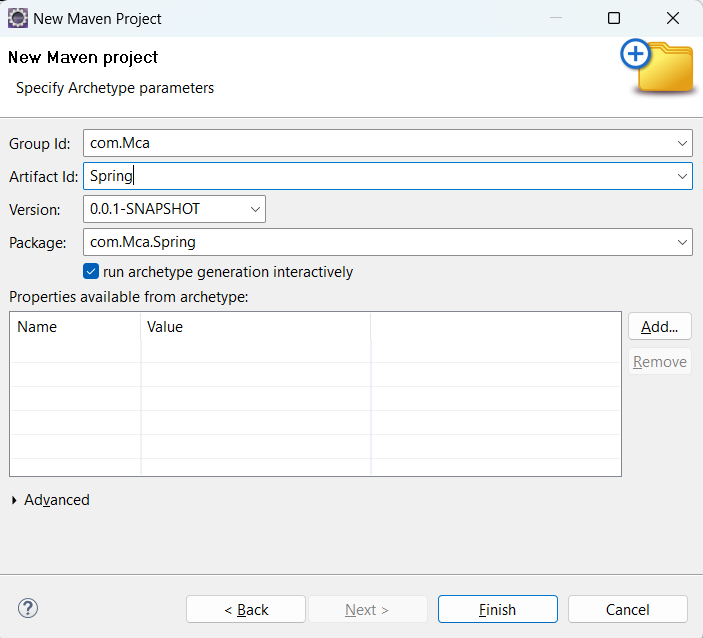 New Maven Project
New Maven project
Specify Archetype parameters
Group Id: com.Mca
Artifact Id: Spring
Version: 0.0.1-SNAPSHOT
Package: com.Mca.Spring
run archetype generation interactively
Properties available from archetype:
Name Value
Add...
Remove
Advanced
? < Back Next > Finish Cancel